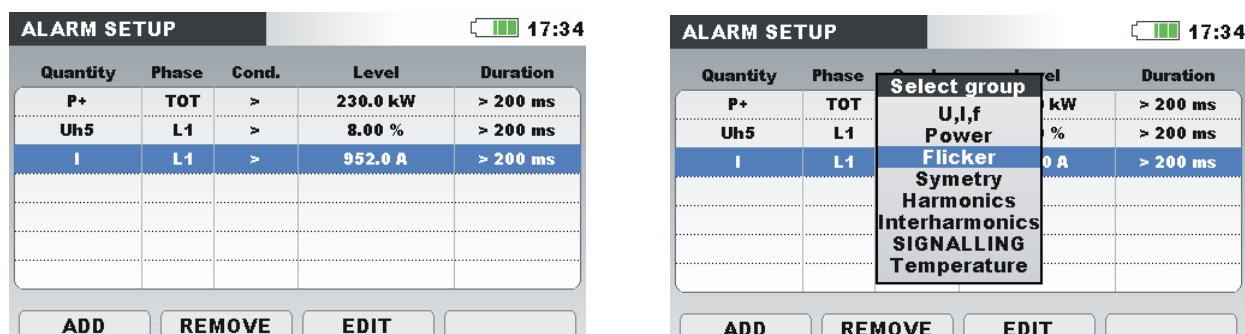 ALARM SETUP 17:34
Quantity Phase Cond. Level Duration
P+ TOT > 230.0 kW > 200 ms
Uh5 L1 > 8.00 % > 200 ms
I L1 > 952.0 A > 200 ms
ADD REMOVE EDIT
ALARM SETUP 17:34
Quantity Phase Duration
Select group
P+ TOT kW > 200 ms
U,I,f
Uh5 L1 % > 200 ms
Power
I L1 Flicker A > 200 ms
Symetry
Harmonics
Interharmonics
SIGNALLING
Temperature
ADD REMOVE EDIT